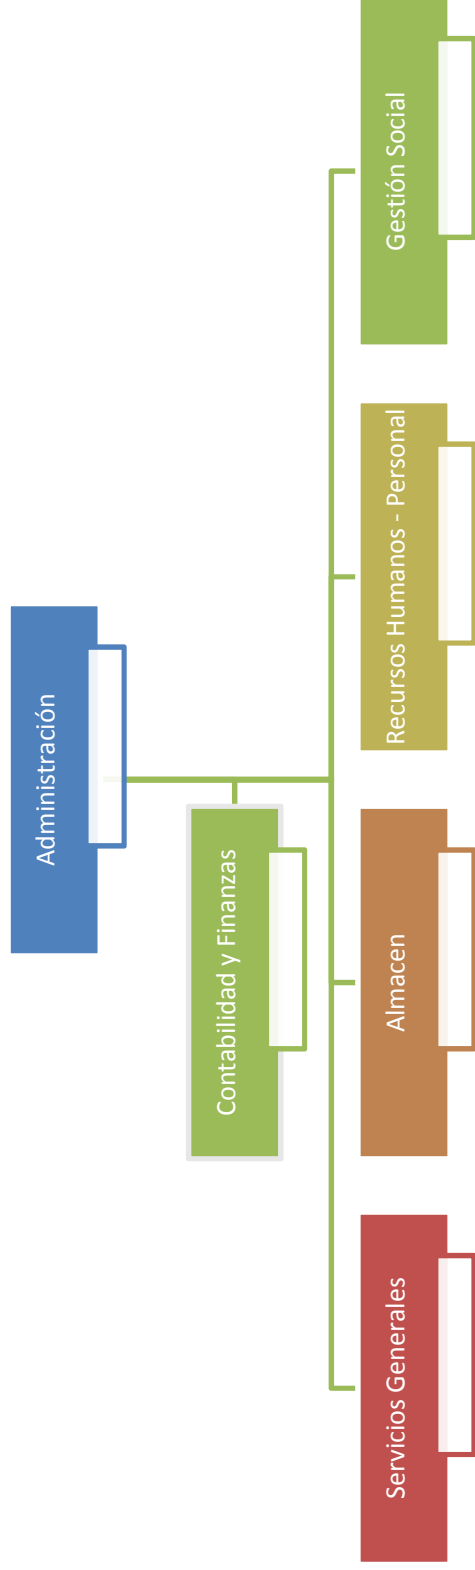 Administración
Contabilidad y Finanzas
Servicios Generales
Almacen
Recursos Humanos - Personal
Gestión Social